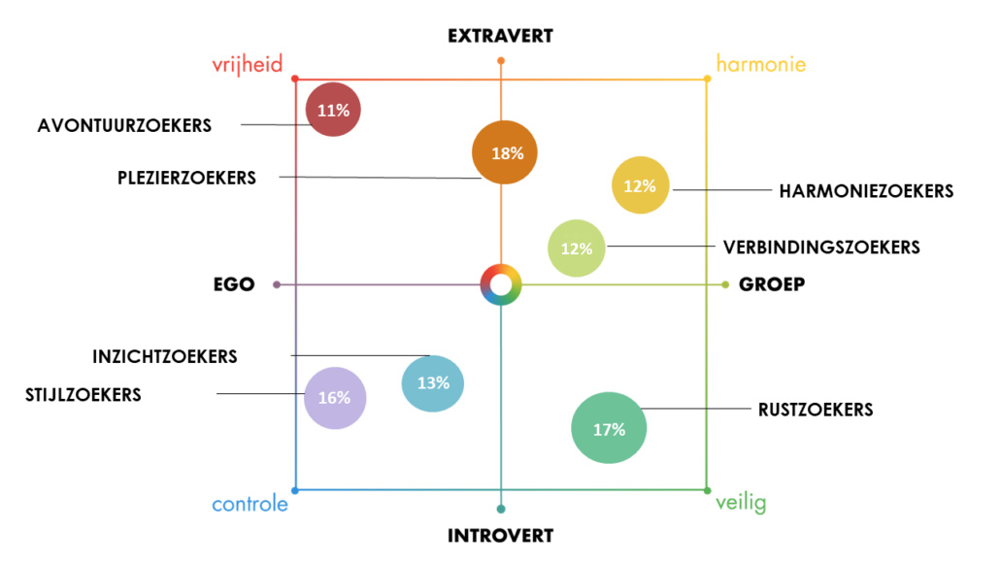 EXTRAVERT
vrijheid
harmonie
11%
AVONTUURZOEKERS
18%
PLEZIERZOEKERS
12%
HARMONIEZOEKERS
12%
VERBINDINGSZOEKERS
EGO
GROEP
INZICHTZOEKERS
13%
STIJLZOEKERS
16%
RUSTZOEKERS
17%
controle
veilig
INTROVERT